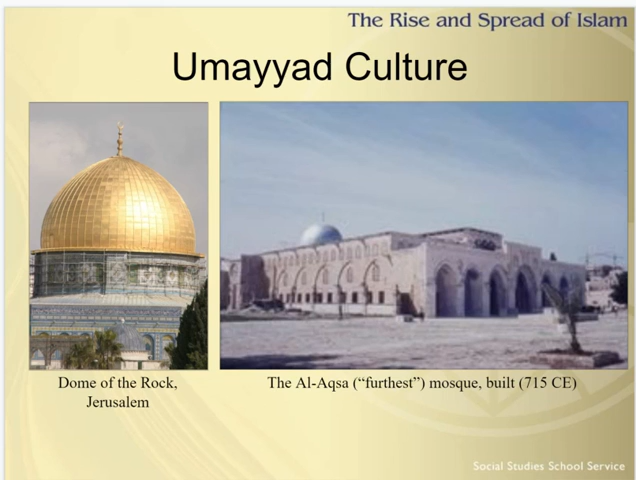 The Rise and Spread of Islam
Umayyad Culture
Dome of the Rock,
Jerusalem
The Al-Aqsa (“furthest”) mosque, built (715 CE)
Social Studies School Service